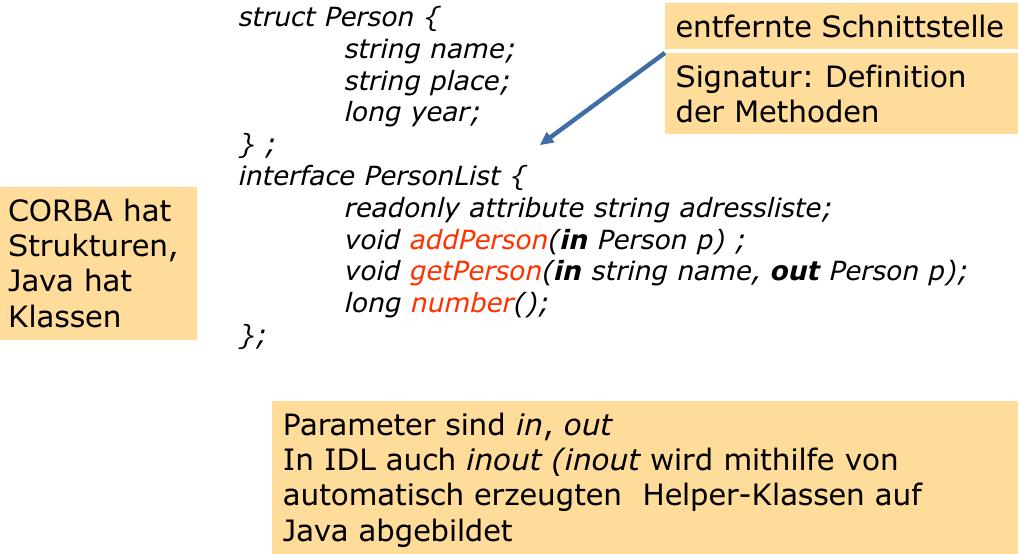 struct Person {
string name;
string place;
long year;
} ;
interface PersonList {
readonly attribute string adressliste;
void addPerson(in Person p) ;
void getPerson(in string name, out Person p);
long number();
};
entfernte Schnittstelle
Signatur: Definition
der Methoden
CORBA hat
Strukturen,
Java hat
Klassen
Parameter sind in, out
In IDL auch inout (inout wird mithilfe von
automatisch erzeugten  Helper-Klassen auf
Java abgebildet